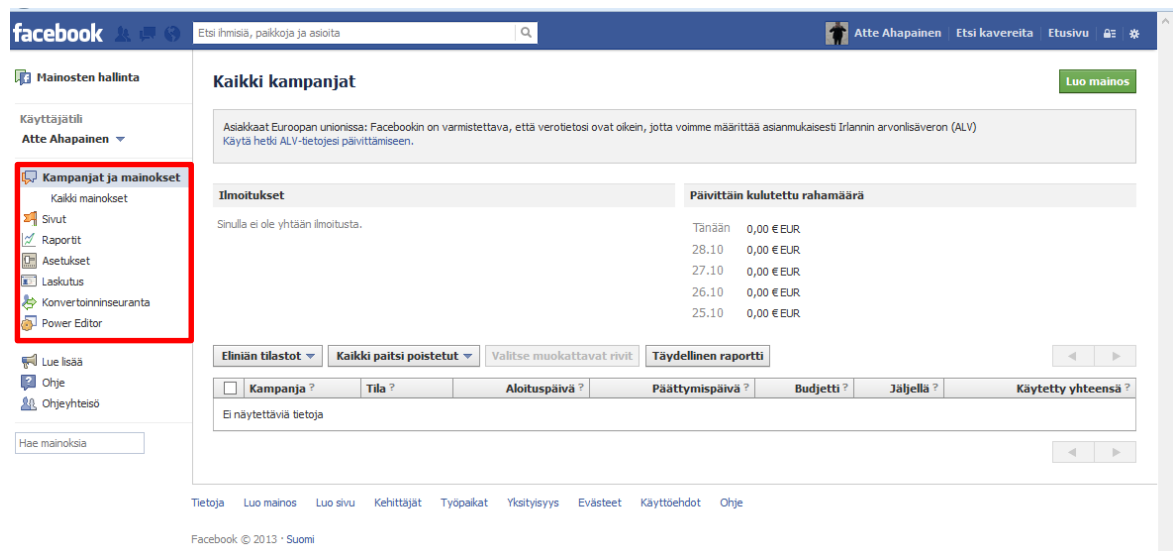 facebook
Etsi ihmisiä, paikkoja ja asioita
Atte Ahapainen Etsi kavereita Etusivu
Mainosten hallinta
Käyttäjätili
Atte Ahapainen
Kampanjat ja mainokset
Kaikki mainokset
Sivut
Raportit
Asetukset
Laskutus
Konvertoinninseuranta
Power Editor
Lue lisää
Ohje
Ohjeyhteisö
Hae mainoksia
Kaikki kampanjat
Luo mainos
Asiakkaat Euroopan unionissa: Facebookin on varmistettava, että verotietosi ovat oikein, jotta voimme määrittää asianmukaisesti Irlannin arvonlisäveron (ALV)
Käytä hetki ALV-tietojesi päivittämiseen.
Ilmoitukset
Sinulla ei ole yhtään ilmoitusta.
Päivittäin kulutettu rahamäärä
Tänään 0,00 € EUR
28.10 0,00 € EUR
27.10 0,00 € EUR
26.10 0,00 € EUR
25.10 0,00 € EUR
Eliniän tilastot Kaikki paitsi poistetut Valitse muokattavat rivit Täydellinen raportti
Kampanja ? Tila ? Aloituspäivä ? Päättymispäivä ? Budjetti ? Jäljellä ? Käytetty yhteensä ?
Ei näytettäviä tietoja
Tietoja Luo mainos Luo sivu Kehittäjät Työpaikat Yksityisyys Evästeet Käyttöehdot Ohje
Facebook © 2013 · Suomi